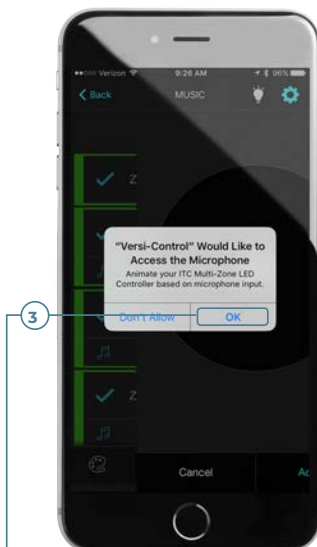 Verizon 9:26 AM 96%
Back MUSIC
Z
"Versi-Control" Would Like to
Access the Microphone
Animate your ITC Multi-Zone LED
Controller based on microphone input.
3 Don't Allow OK
Z
Cancel Ac